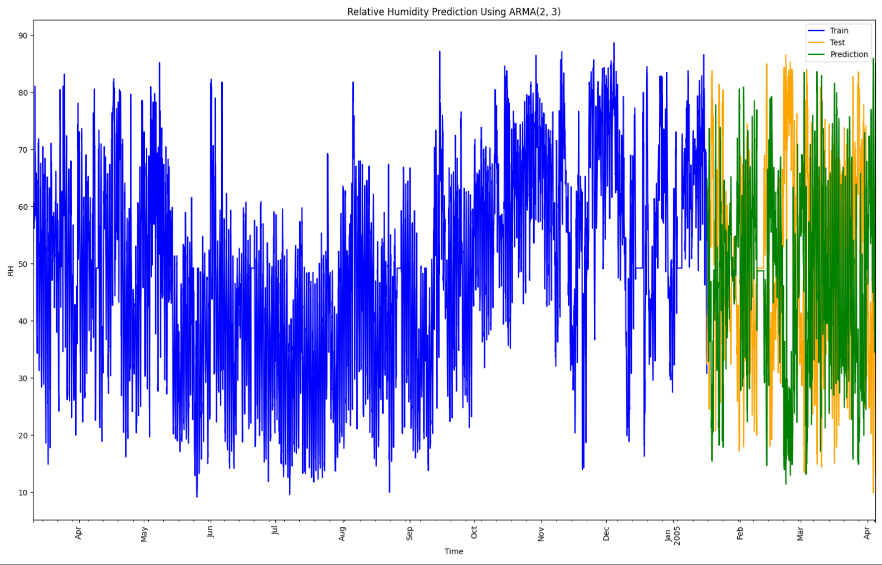 Relative Humidity Prediction Using ARMA(2, 3)
Train
Test
Prediction
RH
90
80
70
60
50
40
30
20
10
Apr
May
Jun
Jul
Aug
Sep
Oct
Nov
Dec
Jan
2005
Feb
Mar
Apr
Time